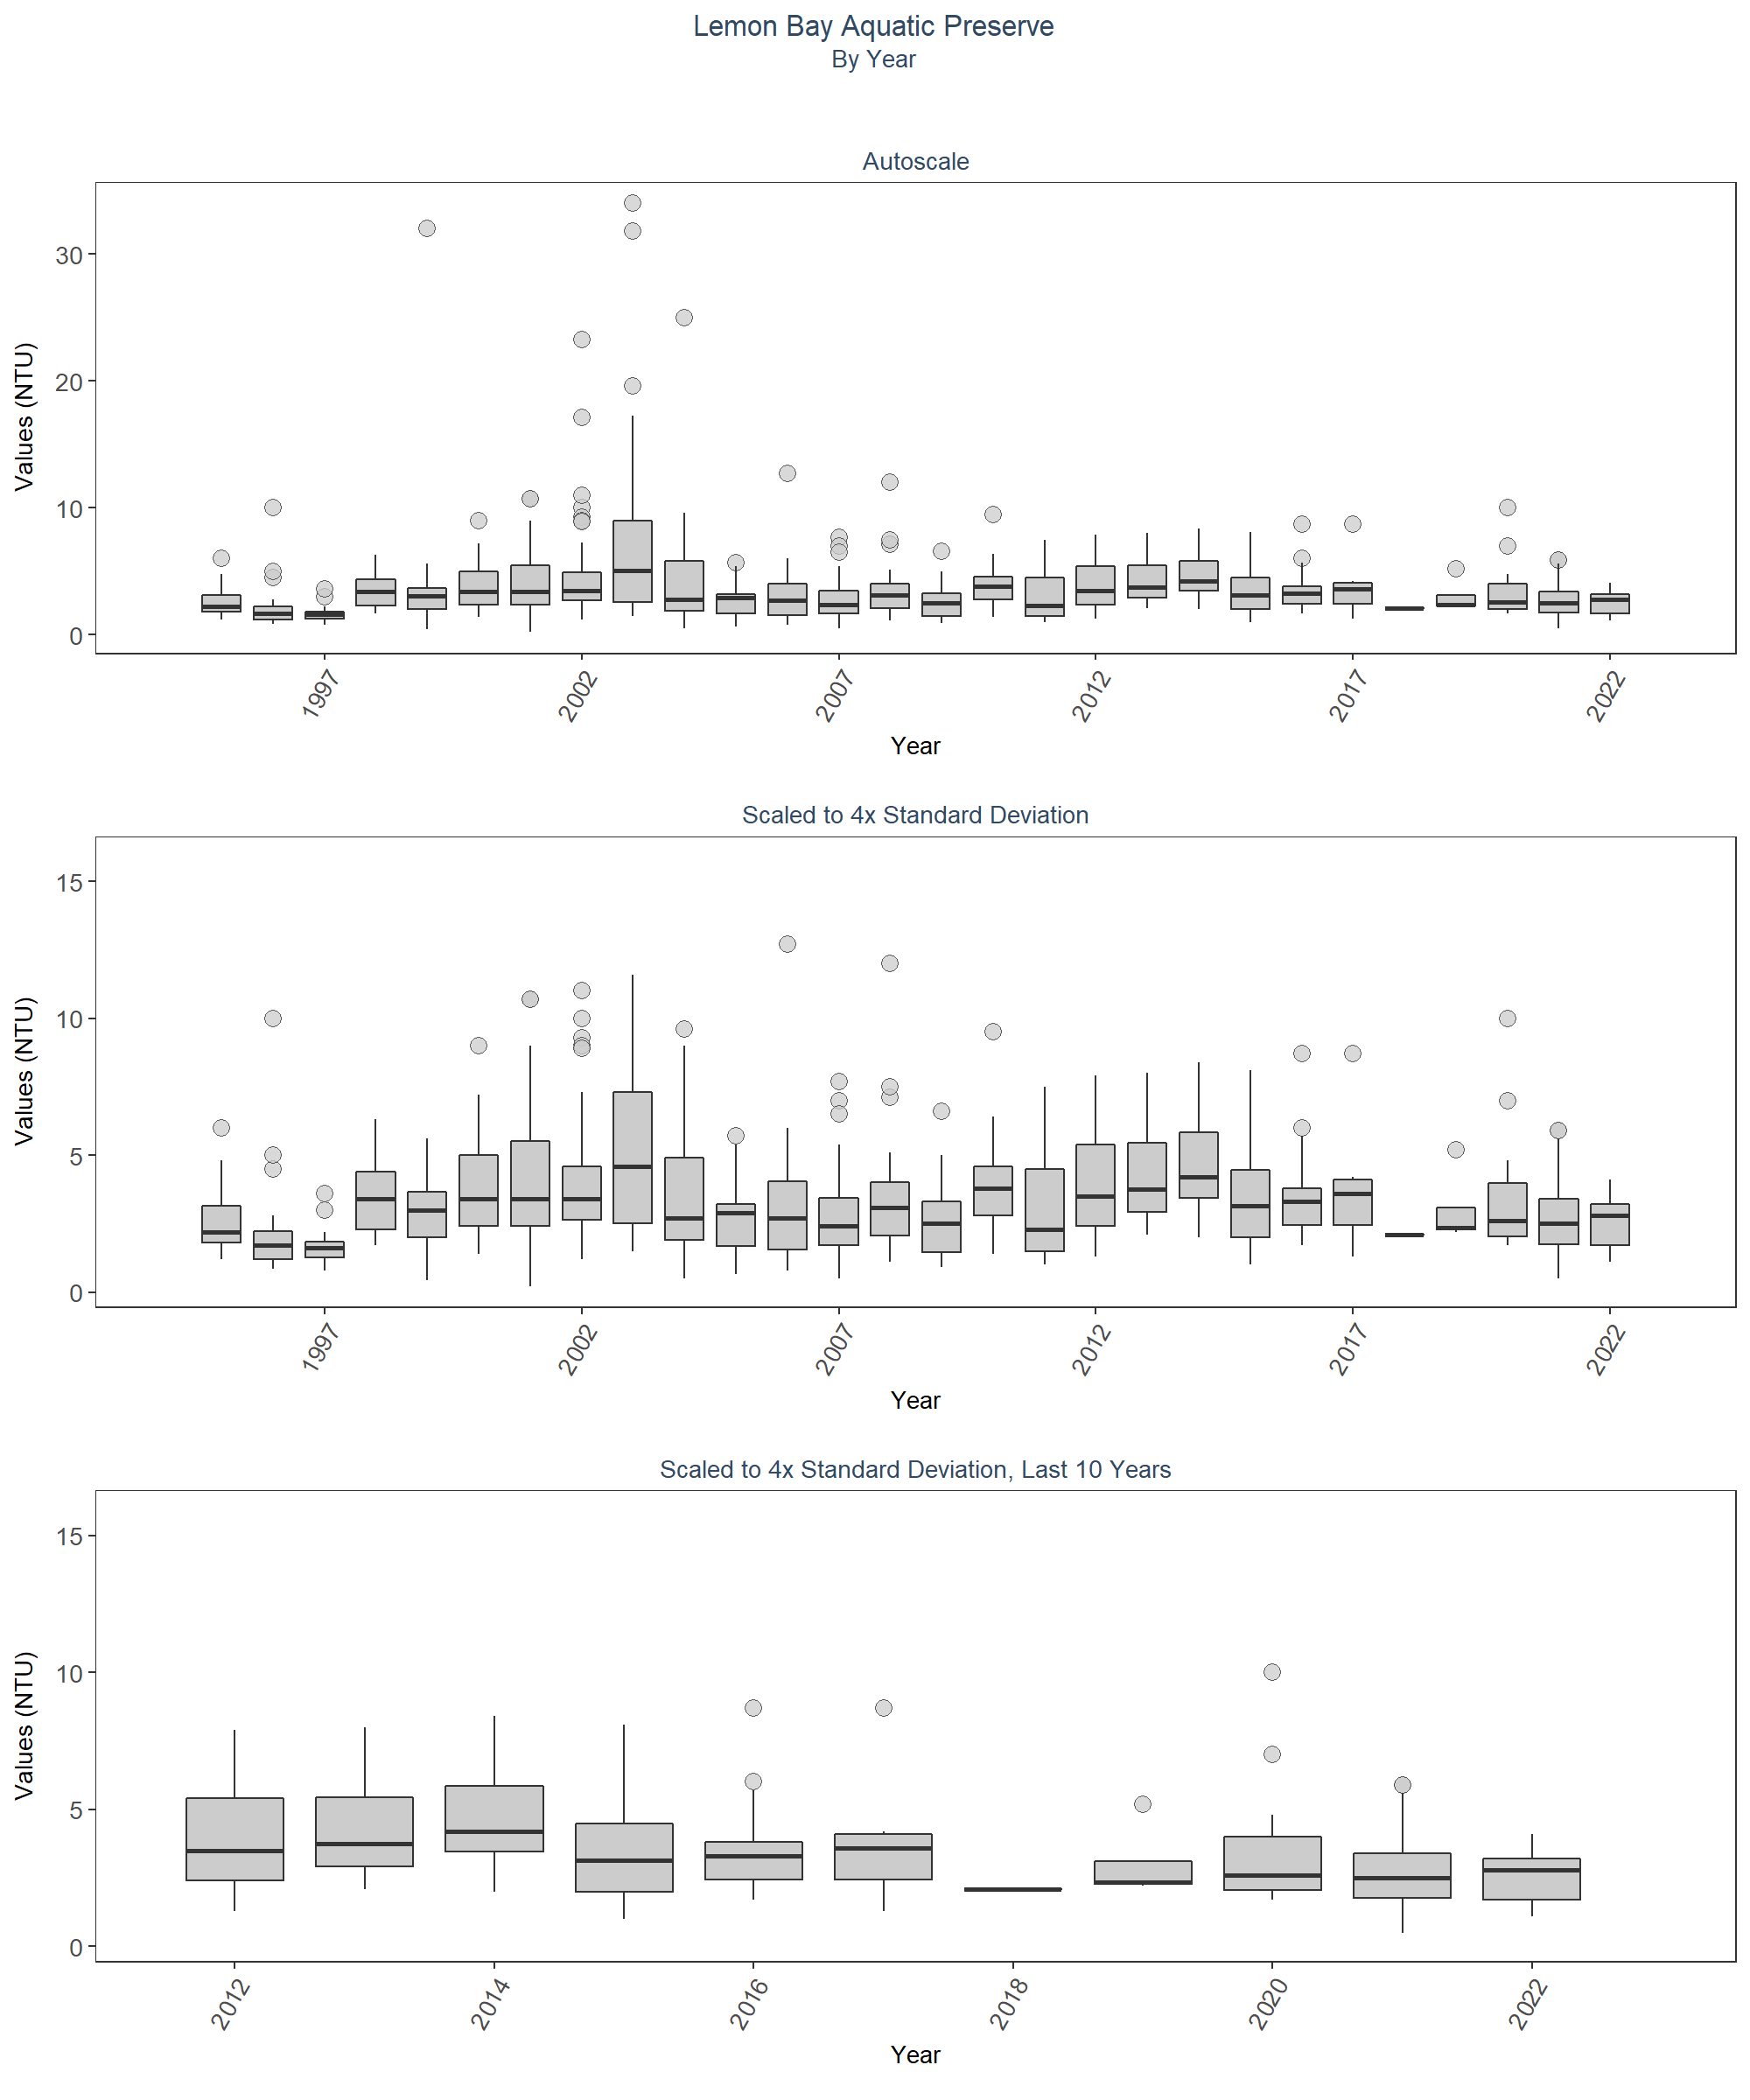 Lemon Bay Aquatic Preserve
By Year
Autoscale
Values (NTU)
30
20
10
0
1997
2002
2007
2012
2017
2022
Year
Scaled to 4x Standard Deviation
Values (NTU)
15
10
5
0
1997
2002
2007
2012
2017
2022
Year
Scaled to 4x Standard Deviation, Last 10 Years
Values (NTU)
15
10
5
0
2012
2014
2016
2018
2020
2022
Year